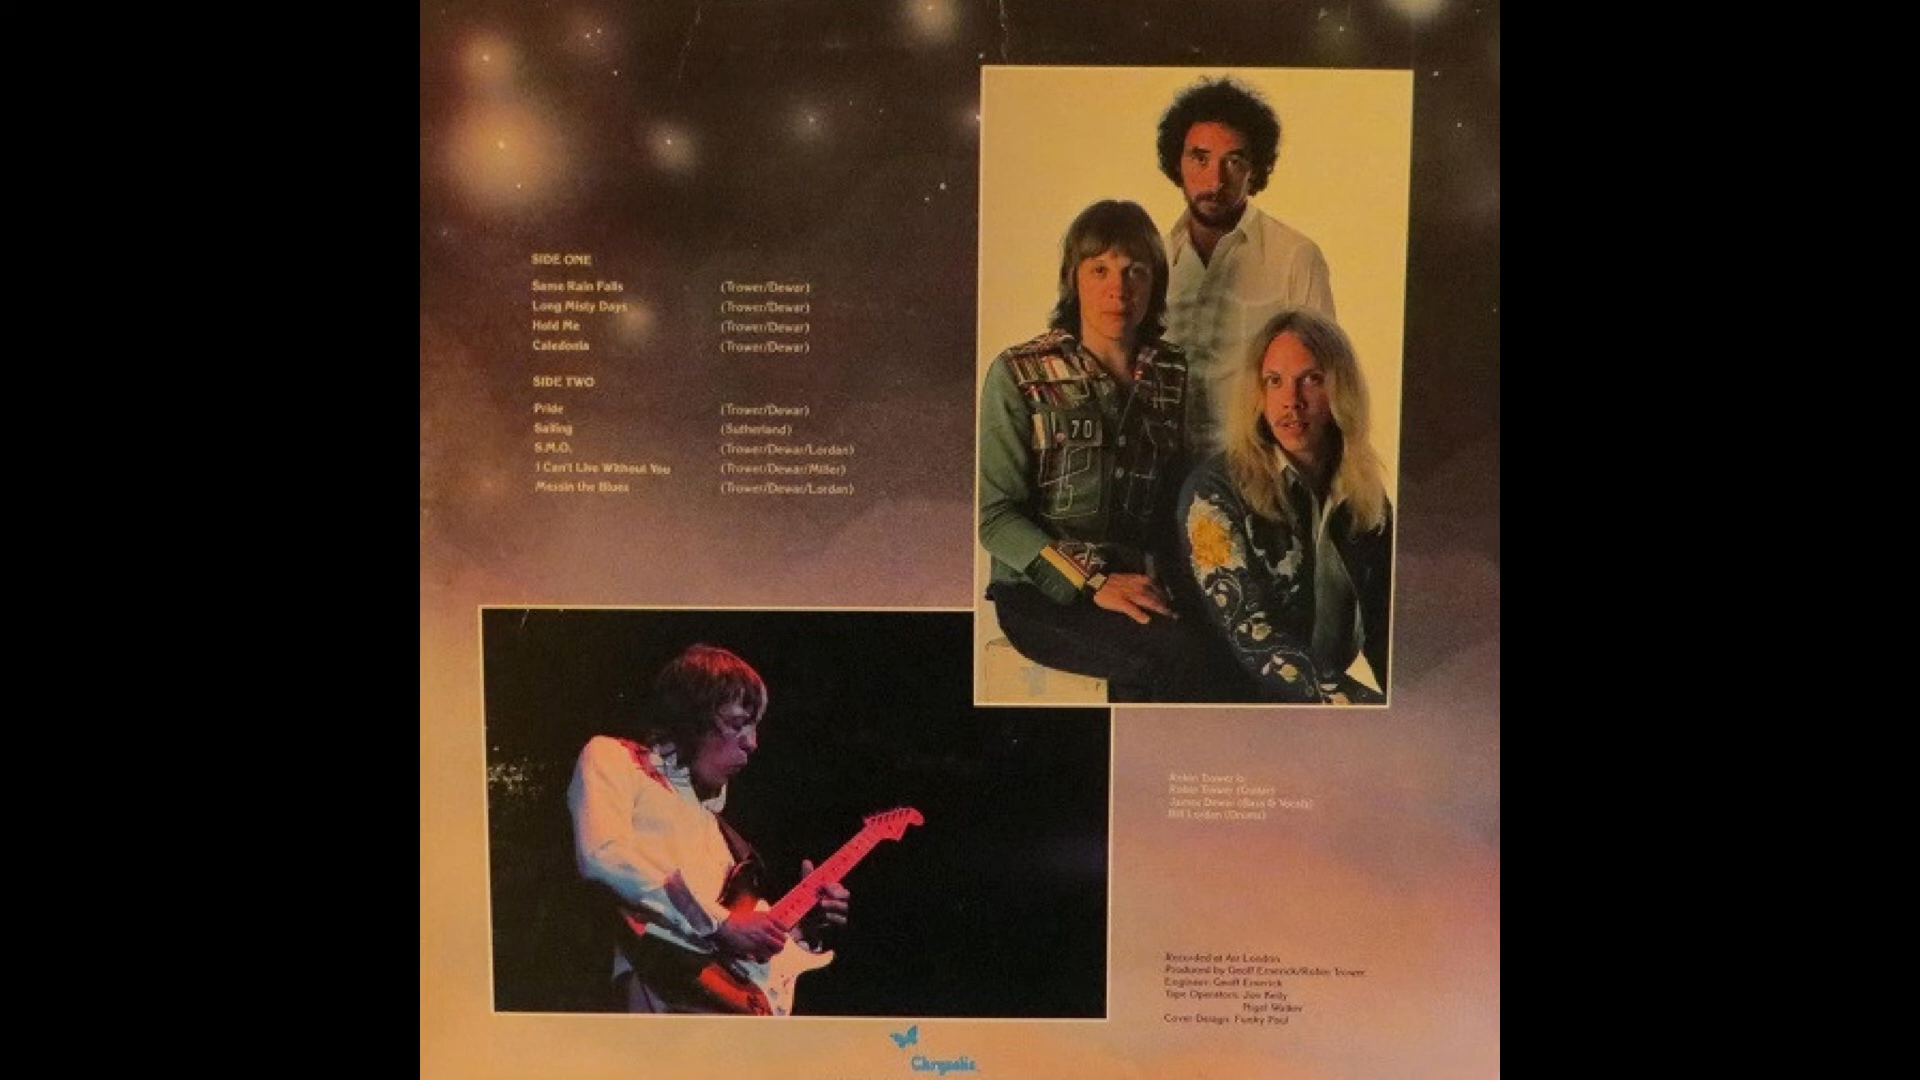 SIDE ONE
Same Rain Falls (Trower/Dewar)
Long Misty Days (Trower/Dewar)
Hold Me (Trower/Dewar)
Caledonia (Trower/Dewar)
SIDE TWO
Pride (Trower/Dewar)
Sailing (Sutherland)
S.M.O. (Trower/Dewar/Lordan)
I Can't Live Without You (Trower/Dewar/Miller)
Messin the Blues (Trower/Dewar/Lordan)
70
Robin Trower is
Robin Trower (Guitar)
James Dewar (Bass & Vocals)
Bill Lordan (Drums)
Recorded at Air London
Produced by Geoff Emerick/Robin Trower
Engineer: Geoff Emerick
Tape Operators: Jon Kelly
Nigel Walker
Cover Design: Funky Paul
Chrysalis